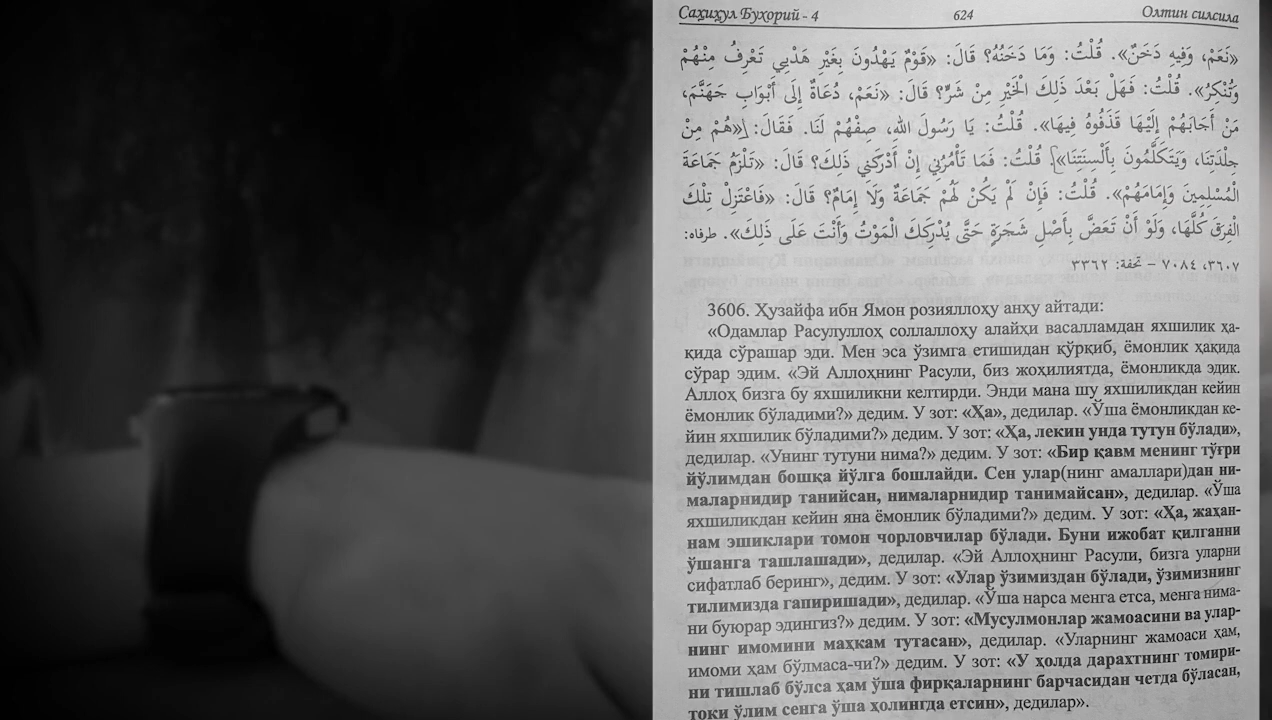 Саҳиҳул Бухорий - 4 624 Олтин силсила
«نَعَمْ، وَفِيهِ دَخَنٌ». قُلْتُ: وَمَا دَخَنُهُ؟ قَالَ: «قَوْمٌ يَهْدُونَ بِغَيْرِ هَدْيِي تَعْرِفُ مِنْهُمْ
وَتُنْكِرُ». قُلْتُ: فَهَلْ بَعْدَ ذَلِكَ الْخَيْرِ مِنْ شَرٍّ؟ قَالَ: «نَعَمْ، دُعَاةٌ إِلَى أَبْوَابِ جَهَنَّمَ،
مَنْ أَجَابَهُمْ إِلَيْهَا قَذَفُوهُ فِيهَا». قُلْتُ: يَا رَسُولَ اللهِ، صِفْهُمْ لَنَا. فَقَالَ: [«هُمْ مِنْ
جِلْدَتِنَا، وَيَتَكَلَّمُونَ بِأَلْسِنَتِنَا»]. قُلْتُ: فَمَا تَأْمُرُنِي إِنْ أَدْرَكَنِي ذَلِكَ؟ قَالَ: «تَلْزَمُ جَمَاعَةَ
الْمُسْلِمِينَ وَإِمَامَهُمْ». قُلْتُ: فَإِنْ لَمْ يَكُنْ لَهُمْ جَمَاعَةٌ وَلَا إِمَامٌ؟ قَالَ: «فَاعْتَزِلْ تِلْكَ
الْفِرَقَ كُلَّهَا، وَلَوْ أَنْ تَعَضَّ بِأَصْلِ شَجَرَةٍ حَتَّى يُدْرِكَكَ الْمَوْتُ وَأَنْتَ عَلَى ذَلِكَ». طرفاه:
٣٦٠٧، ٧٠٨٤ – تحفة: ٣٣٦٢
3606. Ҳузайфа ибн Ямон розияллоҳу анҳу айтади:
«Одамлар Расулуллоҳ соллаллоҳу алайҳи васалламдан яхшилик ҳа-
қида сўрашар эди. Мен эса ўзимга етишидан қўрқиб, ёмонлик ҳақида
сўрар эдим. «Эй Аллоҳнинг Расули, биз жоҳилиятда, ёмонликда эдик.
Аллоҳ бизга бу яхшиликни келтирди. Энди мана шу яхшиликдан кейин
ёмонлик бўладими?» дедим. У зот: «Ҳа», дедилар. «Ўша ёмонликдан ке-
йин яхшилик бўладими?» дедим. У зот: «Ҳа, лекин унда тутун бўлади»,
дедилар. «Унинг тутуни нима?» дедим. У зот: «Бир қавм менинг тўғри
йўлимдан бошқа йўлга бошлайди. Сен улар(нинг амаллари)дан ни-
маларнидир танийсан, нималарнидир танимайсан», дедилар. «Ўша
яхшиликдан кейин яна ёмонлик бўладими?» дедим. У зот: «Ҳа, жаҳан-
нам эшиклари томон чорловчилар бўлади. Буни ижобат қилганни
ўшанга ташлашади», дедилар. «Эй Аллоҳнинг Расули, бизга уларни
сифатлаб беринг», дедим. У зот: «Улар ўзимиздан бўлади, ўзимизнинг
тилимизда гапиришади», дедилар. «Ўша нарса менга етса, менга нима-
ни буюрар эдингиз?» дедим. У зот: «Мусулмонлар жамоасини ва улар-
нинг имомини маҳкам тутасан», дедилар. «Уларнинг жамоаси ҳам,
имоми ҳам бўлмаса-чи?» дедим. У зот: «У ҳолда дарахтнинг томири-
ни тишлаб бўлса ҳам ўша фирқаларнинг барчасидан четда бўласан,
токи ўлим сенга ўша ҳолингда етсин», дедилар».